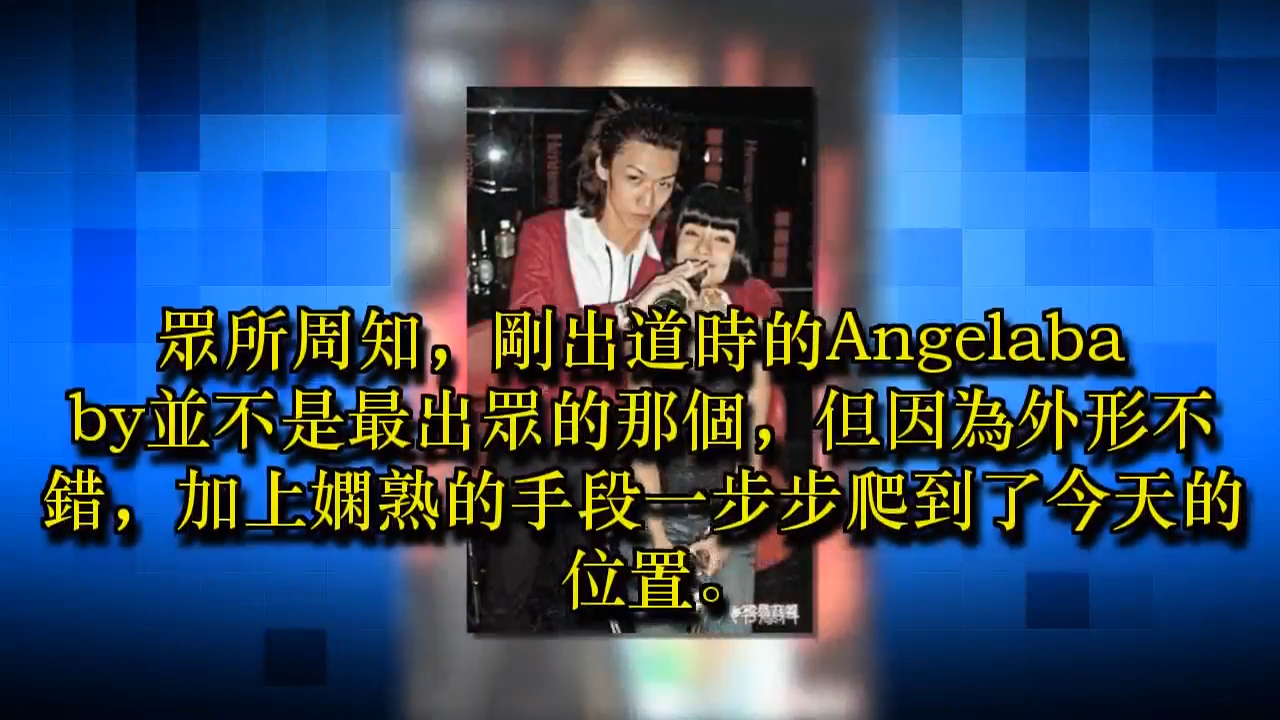 眾所周知，剛出道時的Angelaba
by並不是最出眾的那個，但因為外形不
錯，加上嫻熟的手段一步步爬到了今天的
位置。